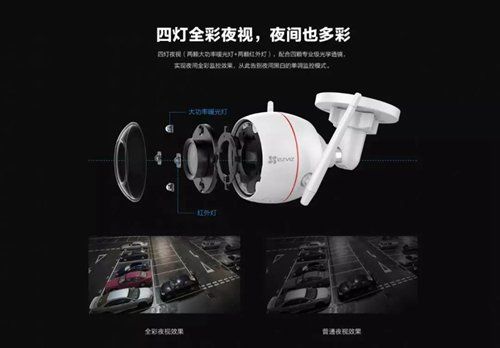 四灯全彩夜视，夜间也多彩
四灯夜视（两颗大功率暖光灯+两颗红外灯），配合四颗专业级光学透镜，
实现夜间全彩监控效果，从此告别夜间黑白的单调监控模式。
大功率暖光灯
EZVIZ
红外灯
全彩夜视效果
普通夜视效果